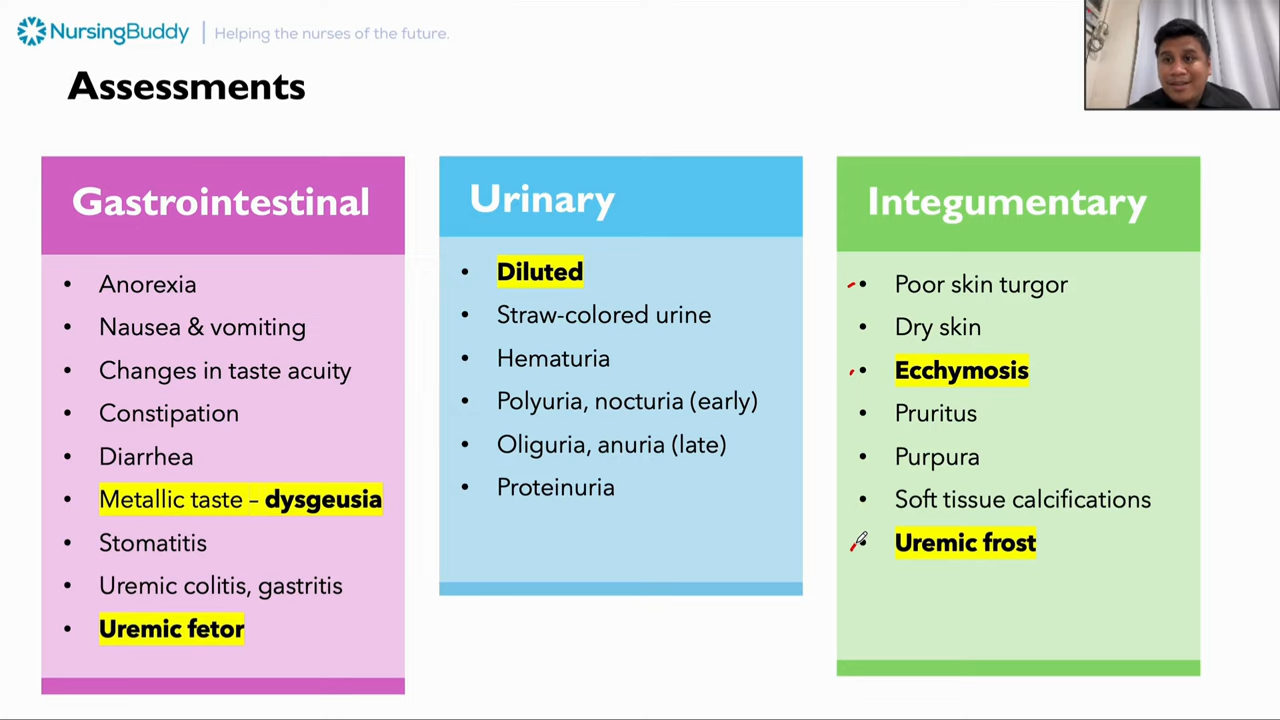 NursingBuddy | Helping the nurses of the future.
Assessments
Gastrointestinal
• Anorexia
• Nausea & vomiting
• Changes in taste acuity
• Constipation
• Diarrhea
• Metallic taste – dysgeusia
• Stomatitis
• Uremic colitis, gastritis
• Uremic fetor
Urinary
• Diluted
• Straw-colored urine
• Hematuria
• Polyuria, nocturia (early)
• Oliguria, anuria (late)
• Proteinuria
Integumentary
• Poor skin turgor
• Dry skin
• Ecchymosis
• Pruritus
• Purpura
• Soft tissue calcifications
• Uremic frost